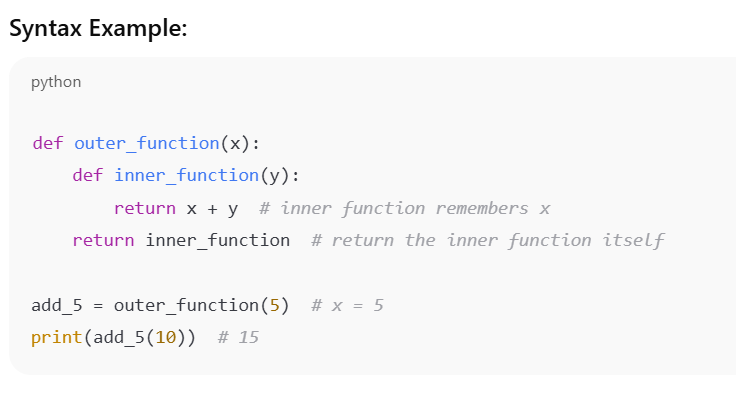 Syntax Example:
python
def outer_function(x):
    def inner_function(y):
        return x + y  # inner function remembers x
    return inner_function  # return the inner function itself
add_5 = outer_function(5)  # x = 5
print(add_5(10))  # 15